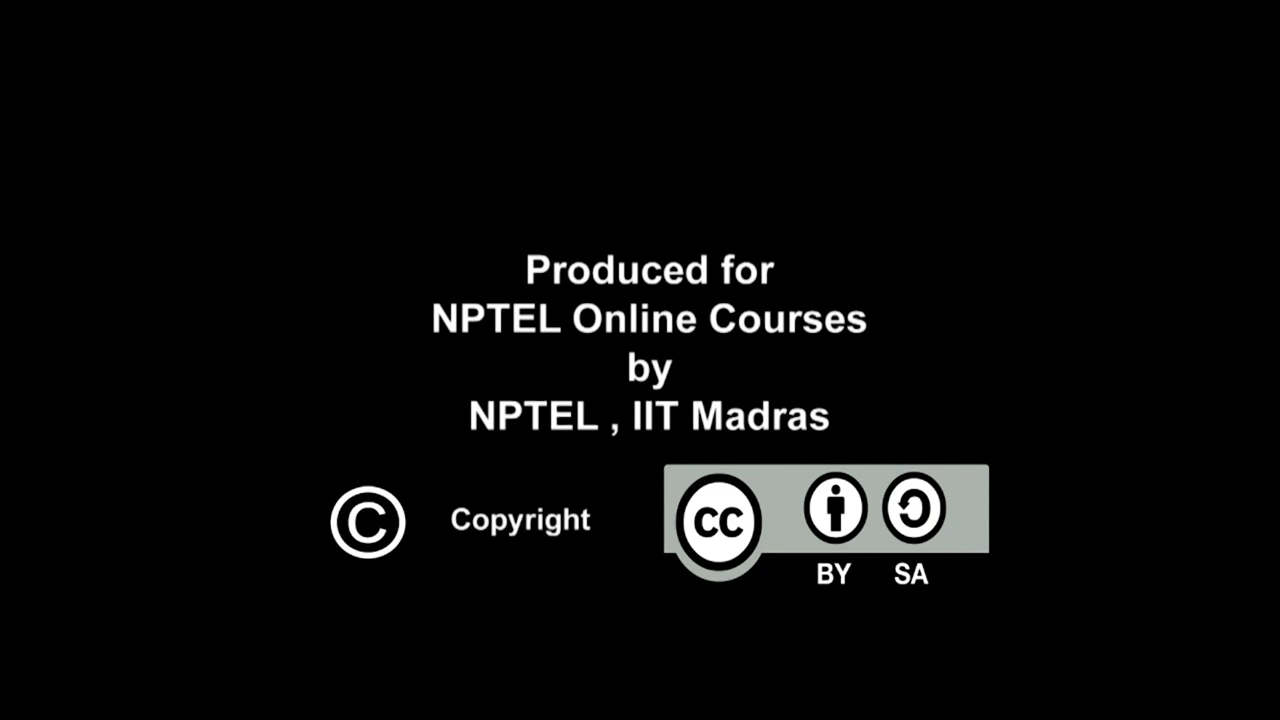 Produced for
NPTEL Online Courses
by
NPTEL , IIT Madras
© Copyright
cc
BY SA